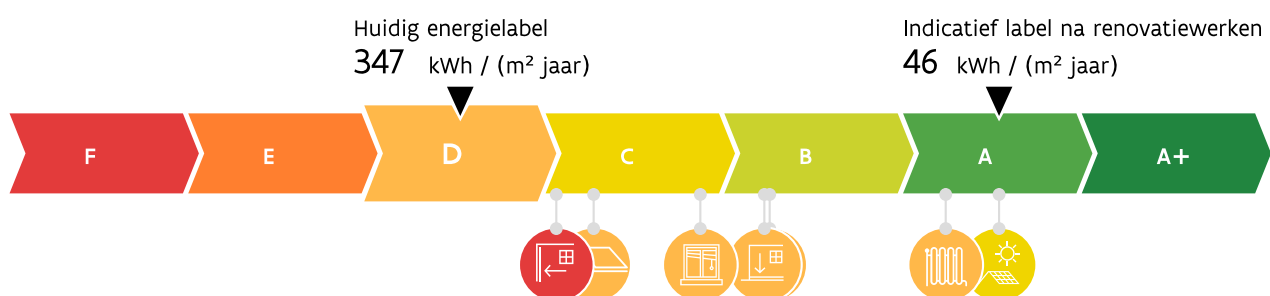 Huidig energielabel
347 kWh / (m² jaar)
Indicatief label na renovatiewerken
46 kWh / (m² jaar)
F E D C B A A+